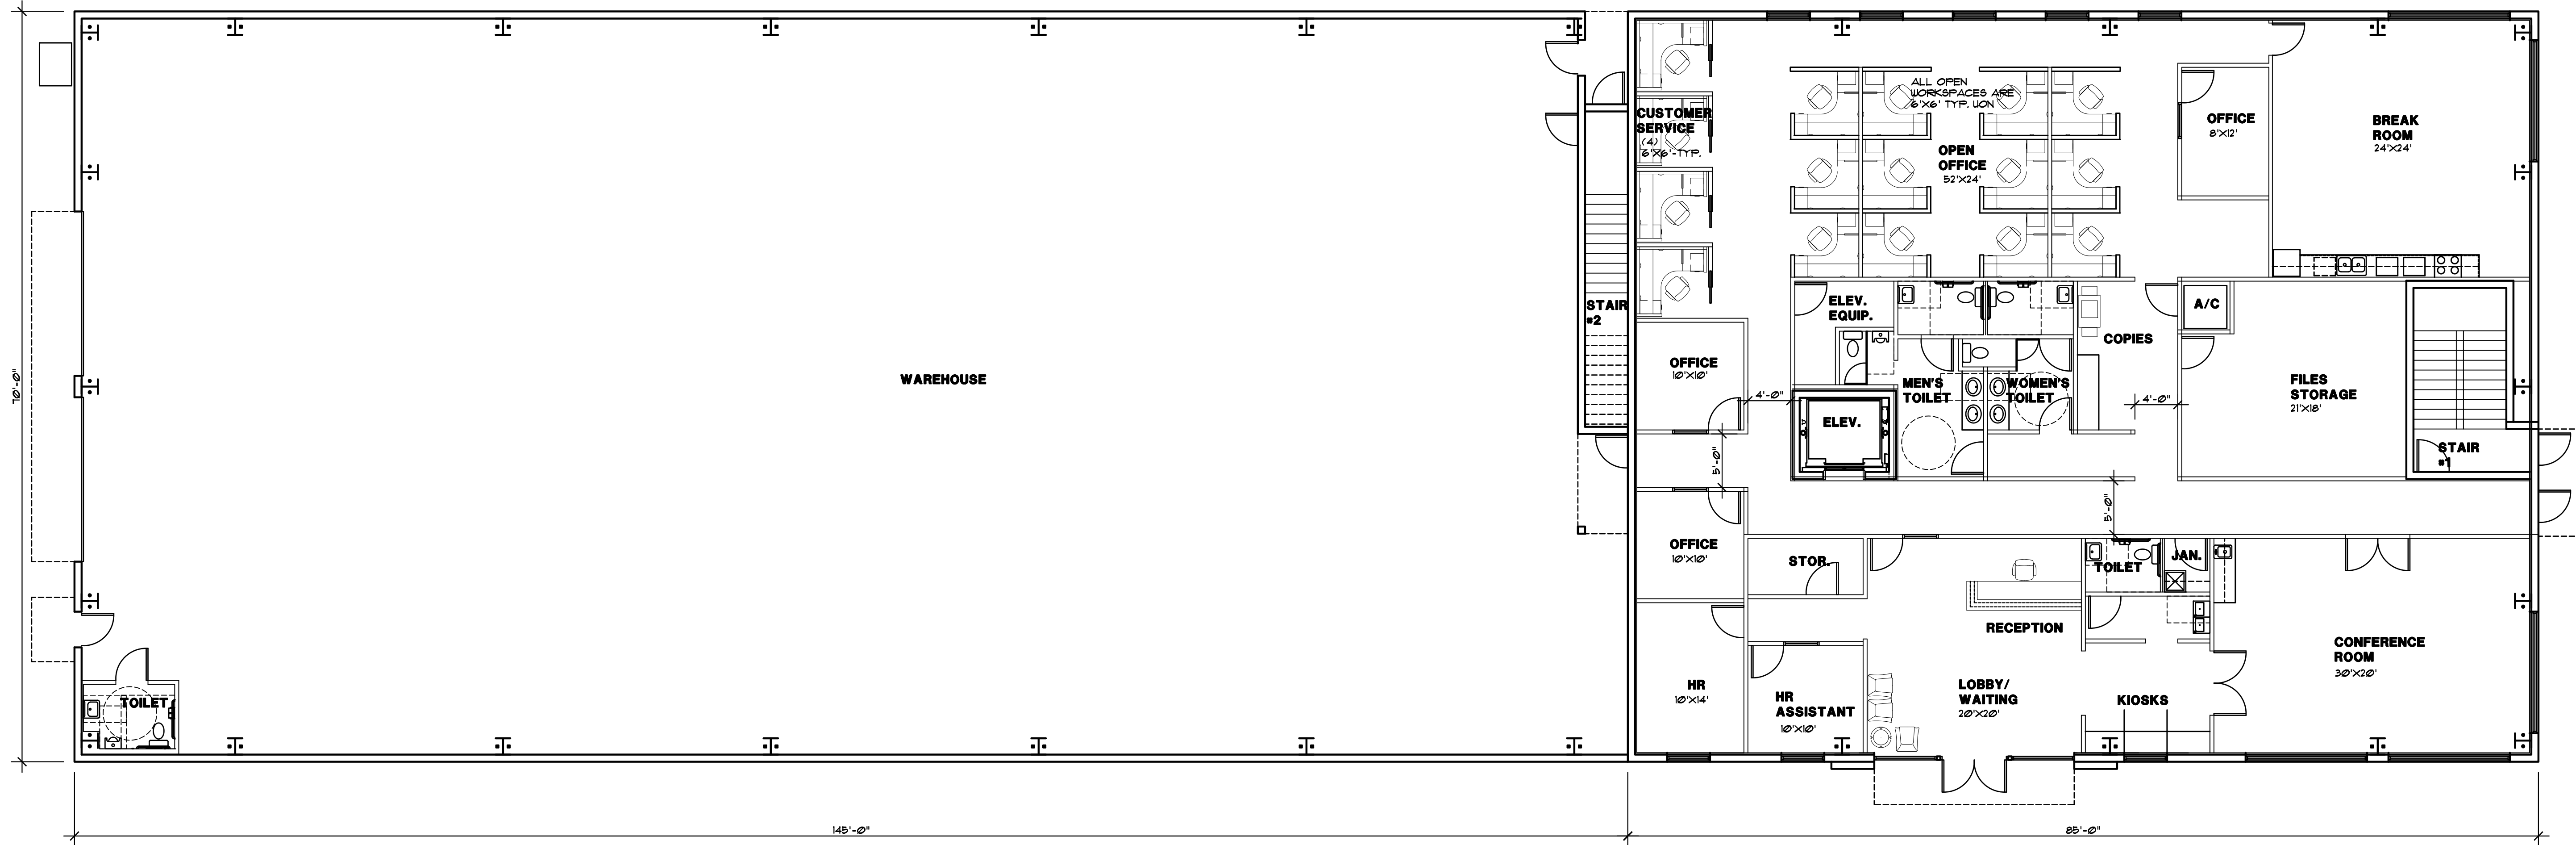 ALL OPEN
WORKSPACES ARE
6'X6' TYP. UON
CUSTOMER
SERVICE
(4)
6'X6'-TYP.
OPEN
OFFICE
52'X24'
OFFICE
8'X12'
BREAK
ROOM
24'X24'
STAIR
#2
ELEV.
EQUIP.
A/C
COPIES
70'-0"
WAREHOUSE
OFFICE
10'X10'
4'-0"
MEN'S
TOILET
WOMEN'S
TOILET
4'-0"
FILES
STORAGE
21'X18'
ELEV.
5'-0"
STAIR
#1
5'-0"
OFFICE
10'X10'
STOR.
TOILET
JAN.
RECEPTION
CONFERENCE
ROOM
30'X20'
TOILET
HR
10'X14'
HR
ASSISTANT
10'X10'
LOBBY/
WAITING
20'X20'
KIOSKS
145'-0"
85'-0"